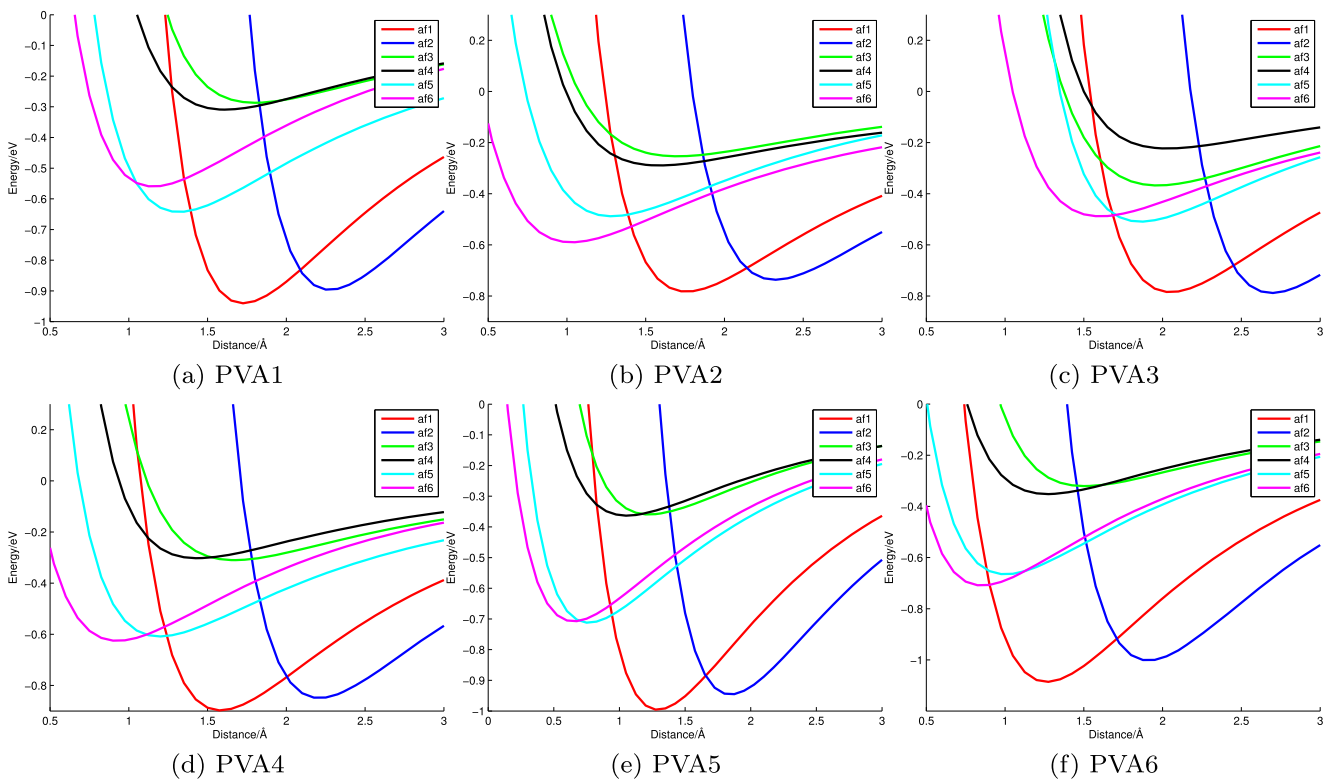 0
−0.1
−0.2
−0.3
−0.4
−0.5
−0.6
−0.7
−0.8
−0.9
−1
Energy/eV
0.5 1 1.5 2 2.5 3
Distance/Å
af1
af2
af3
af4
af5
af6
(a) PVA1
0.2
0
−0.2
−0.4
−0.6
−0.8
Energy/eV
0.5 1 1.5 2 2.5 3
Distance/Å
af1
af2
af3
af4
af5
af6
(b) PVA2
0.2
0
−0.2
−0.4
−0.6
−0.8
Energy/eV
0.5 1 1.5 2 2.5 3
Distance/Å
af1
af2
af3
af4
af5
af6
(c) PVA3
0.2
0
−0.2
−0.4
−0.6
−0.8
Energy/eV
0.5 1 1.5 2 2.5 3
Distance/Å
af1
af2
af3
af4
af5
af6
(d) PVA4
0
−0.1
−0.2
−0.3
−0.4
−0.5
−0.6
−0.7
−0.8
−0.9
−1
Energy/eV
0 0.5 1 1.5 2 2.5 3
Distance/Å
af1
af2
af3
af4
af5
af6
(e) PVA5
0
−0.2
−0.4
−0.6
−0.8
−1
Energy/eV
0.5 1 1.5 2 2.5 3
Distance/Å
af1
af2
af3
af4
af5
af6
(f) PVA6